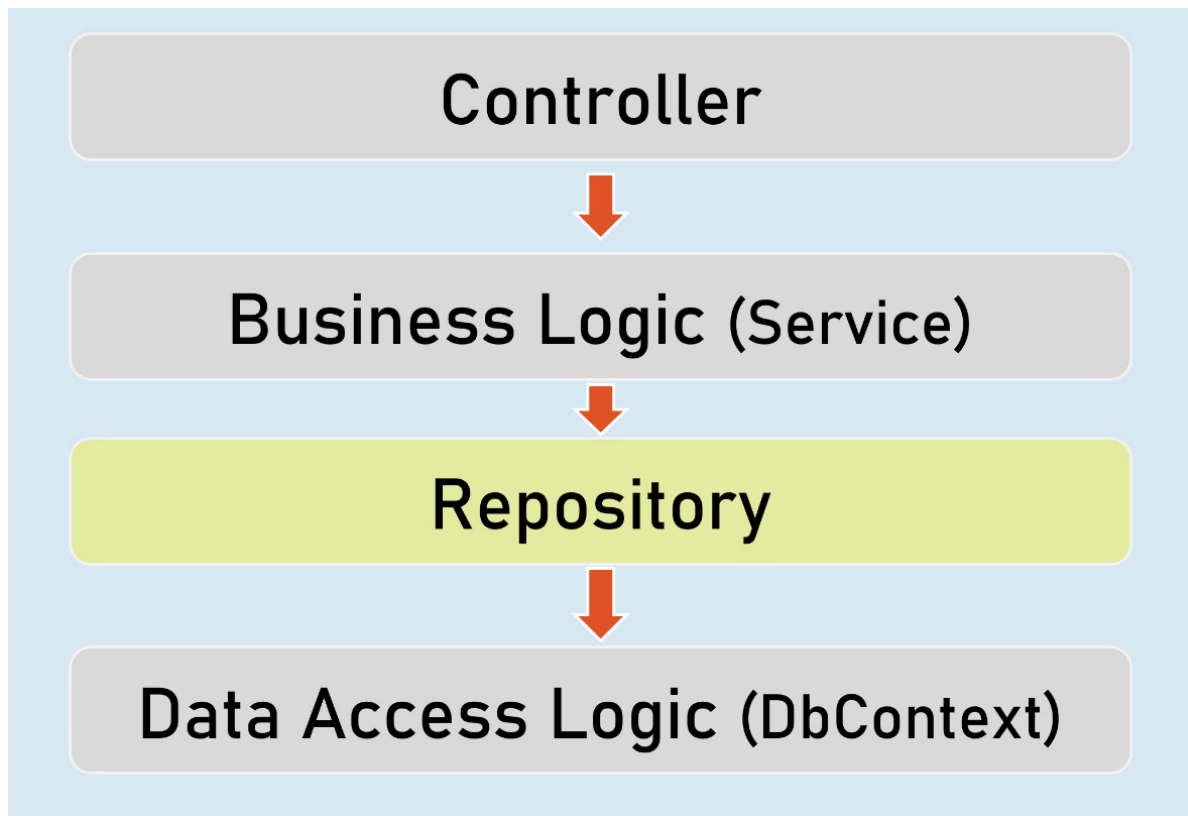 Controller
Business Logic (Service)
Repository
Data Access Logic (DbContext)